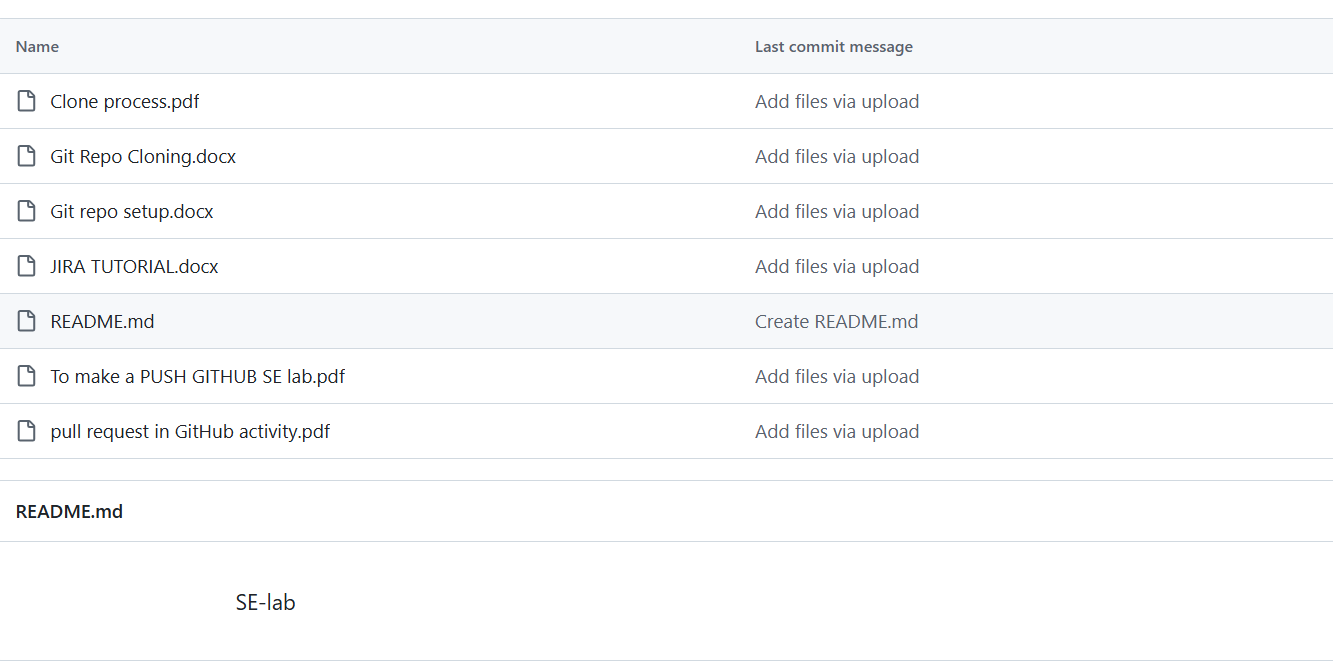 Name Last commit message
Clone process.pdf Add files via upload
Git Repo Cloning.docx Add files via upload
Git repo setup.docx Add files via upload
JIRA TUTORIAL.docx Add files via upload
README.md Create README.md
To make a PUSH GITHUB SE lab.pdf Add files via upload
pull request in GitHub activity.pdf Add files via upload
README.md
SE-lab